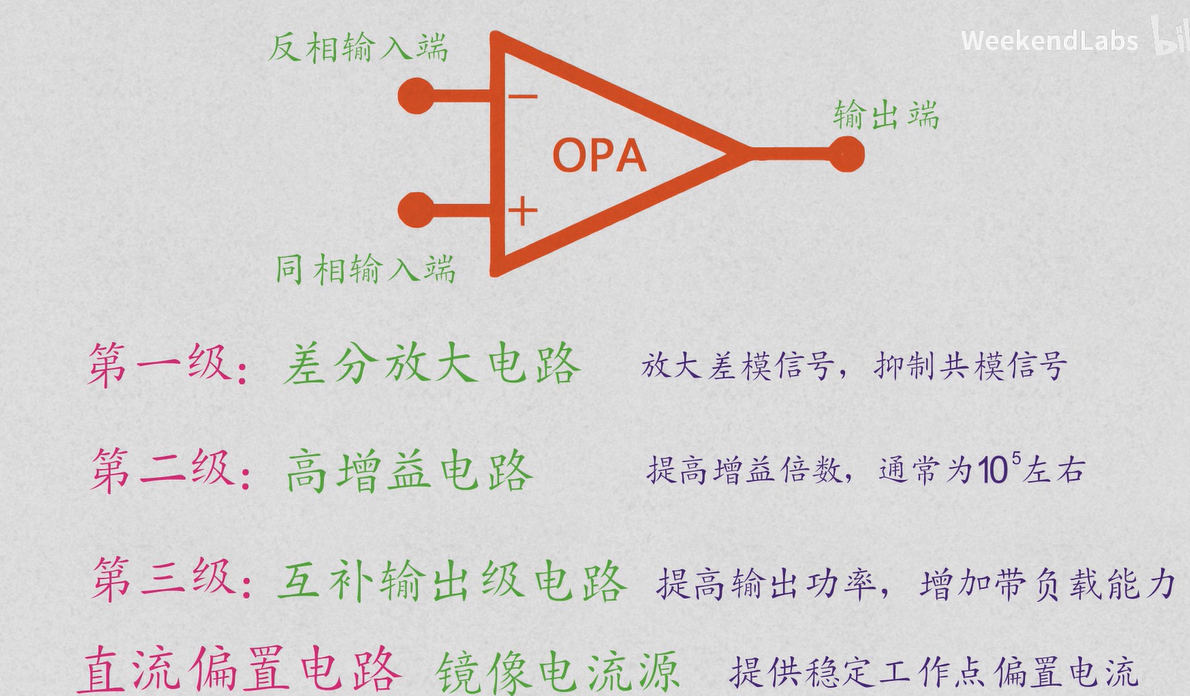 反相输入端
WeekendLabs
−
OPA
输出端
+
同相输入端
第一级：差分放大电路 放大差模信号，抑制共模信号
第二级：高增益电路 提高增益倍数，通常为10⁵左右
第三级：互补输出级电路 提高输出功率，增加带负载能力
直流偏置电路 镜像电流源 提供稳定工作点偏置电流